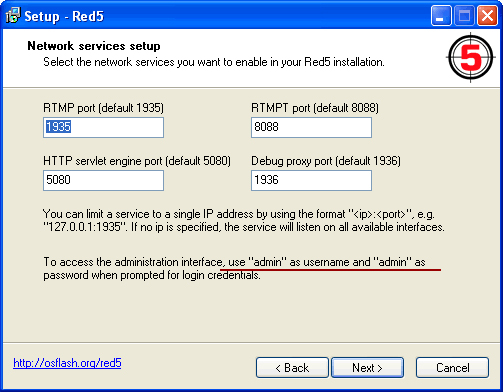 Setup - Red5
Network services setup
Select the network services you want to enable in your Red5 installation.
5
RTMP port (default 1935)
RTMPT port (default 8088)
1935
8088
HTTP servlet engine port (default 5080)
Debug proxy port (default 1936)
5080
1936
You can limit a service to a single IP address by using the format "<ip>:<port>", e.g.
"127.0.0.1:1935". If no ip is specified, the service will listen on all available interfaces.
To access the administration interface, use "admin" as username and "admin" as
password when prompted for login credentials.
http://osflash.org/red5
< Back
Next >
Cancel